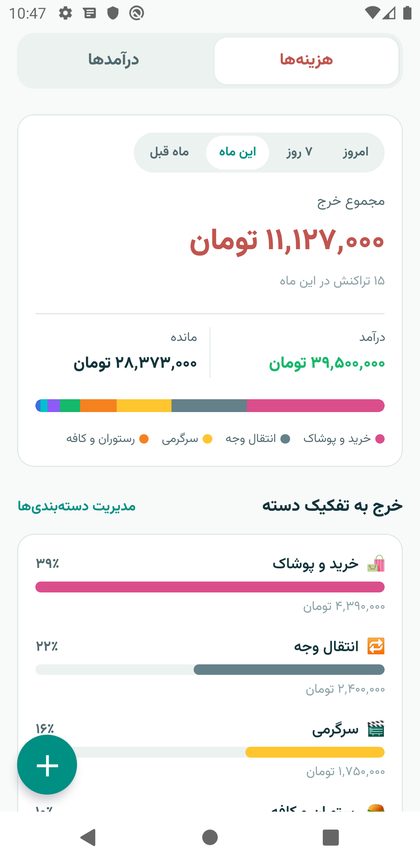 10:47
هزینه‌ها
درآمدها
امروز
۷ روز
این ماه
ماه قبل
مجموع خرج
۱۱,۱۲۷,۰۰۰ تومان
۱۵ تراکنش در این ماه
درآمد
مانده
۳۹,۵۰۰,۰۰۰ تومان
۲۸,۳۷۳,۰۰۰ تومان
خرید و پوشاک
انتقال وجه
سرگرمی
رستوران و کافه
خرج به تفکیک دسته
مدیریت دسته‌بندی‌ها
خرید و پوشاک
۳۹٪
۴,۳۹۰,۰۰۰ تومان
انتقال وجه
۲۲٪
۲,۴۰۰,۰۰۰ تومان
سرگرمی
۱۶٪
۱,۷۵۰,۰۰۰ تومان